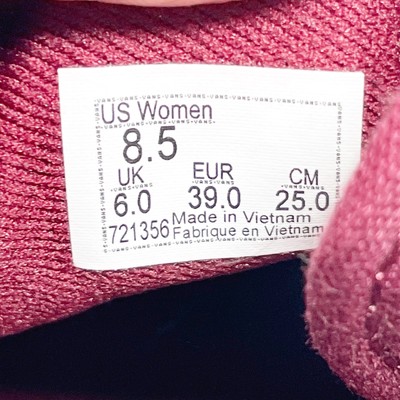 US Women
8.5
UK EUR CM
6.0 39.0 25.0
Made in Vietnam
721356 Fabrique en Vietnam